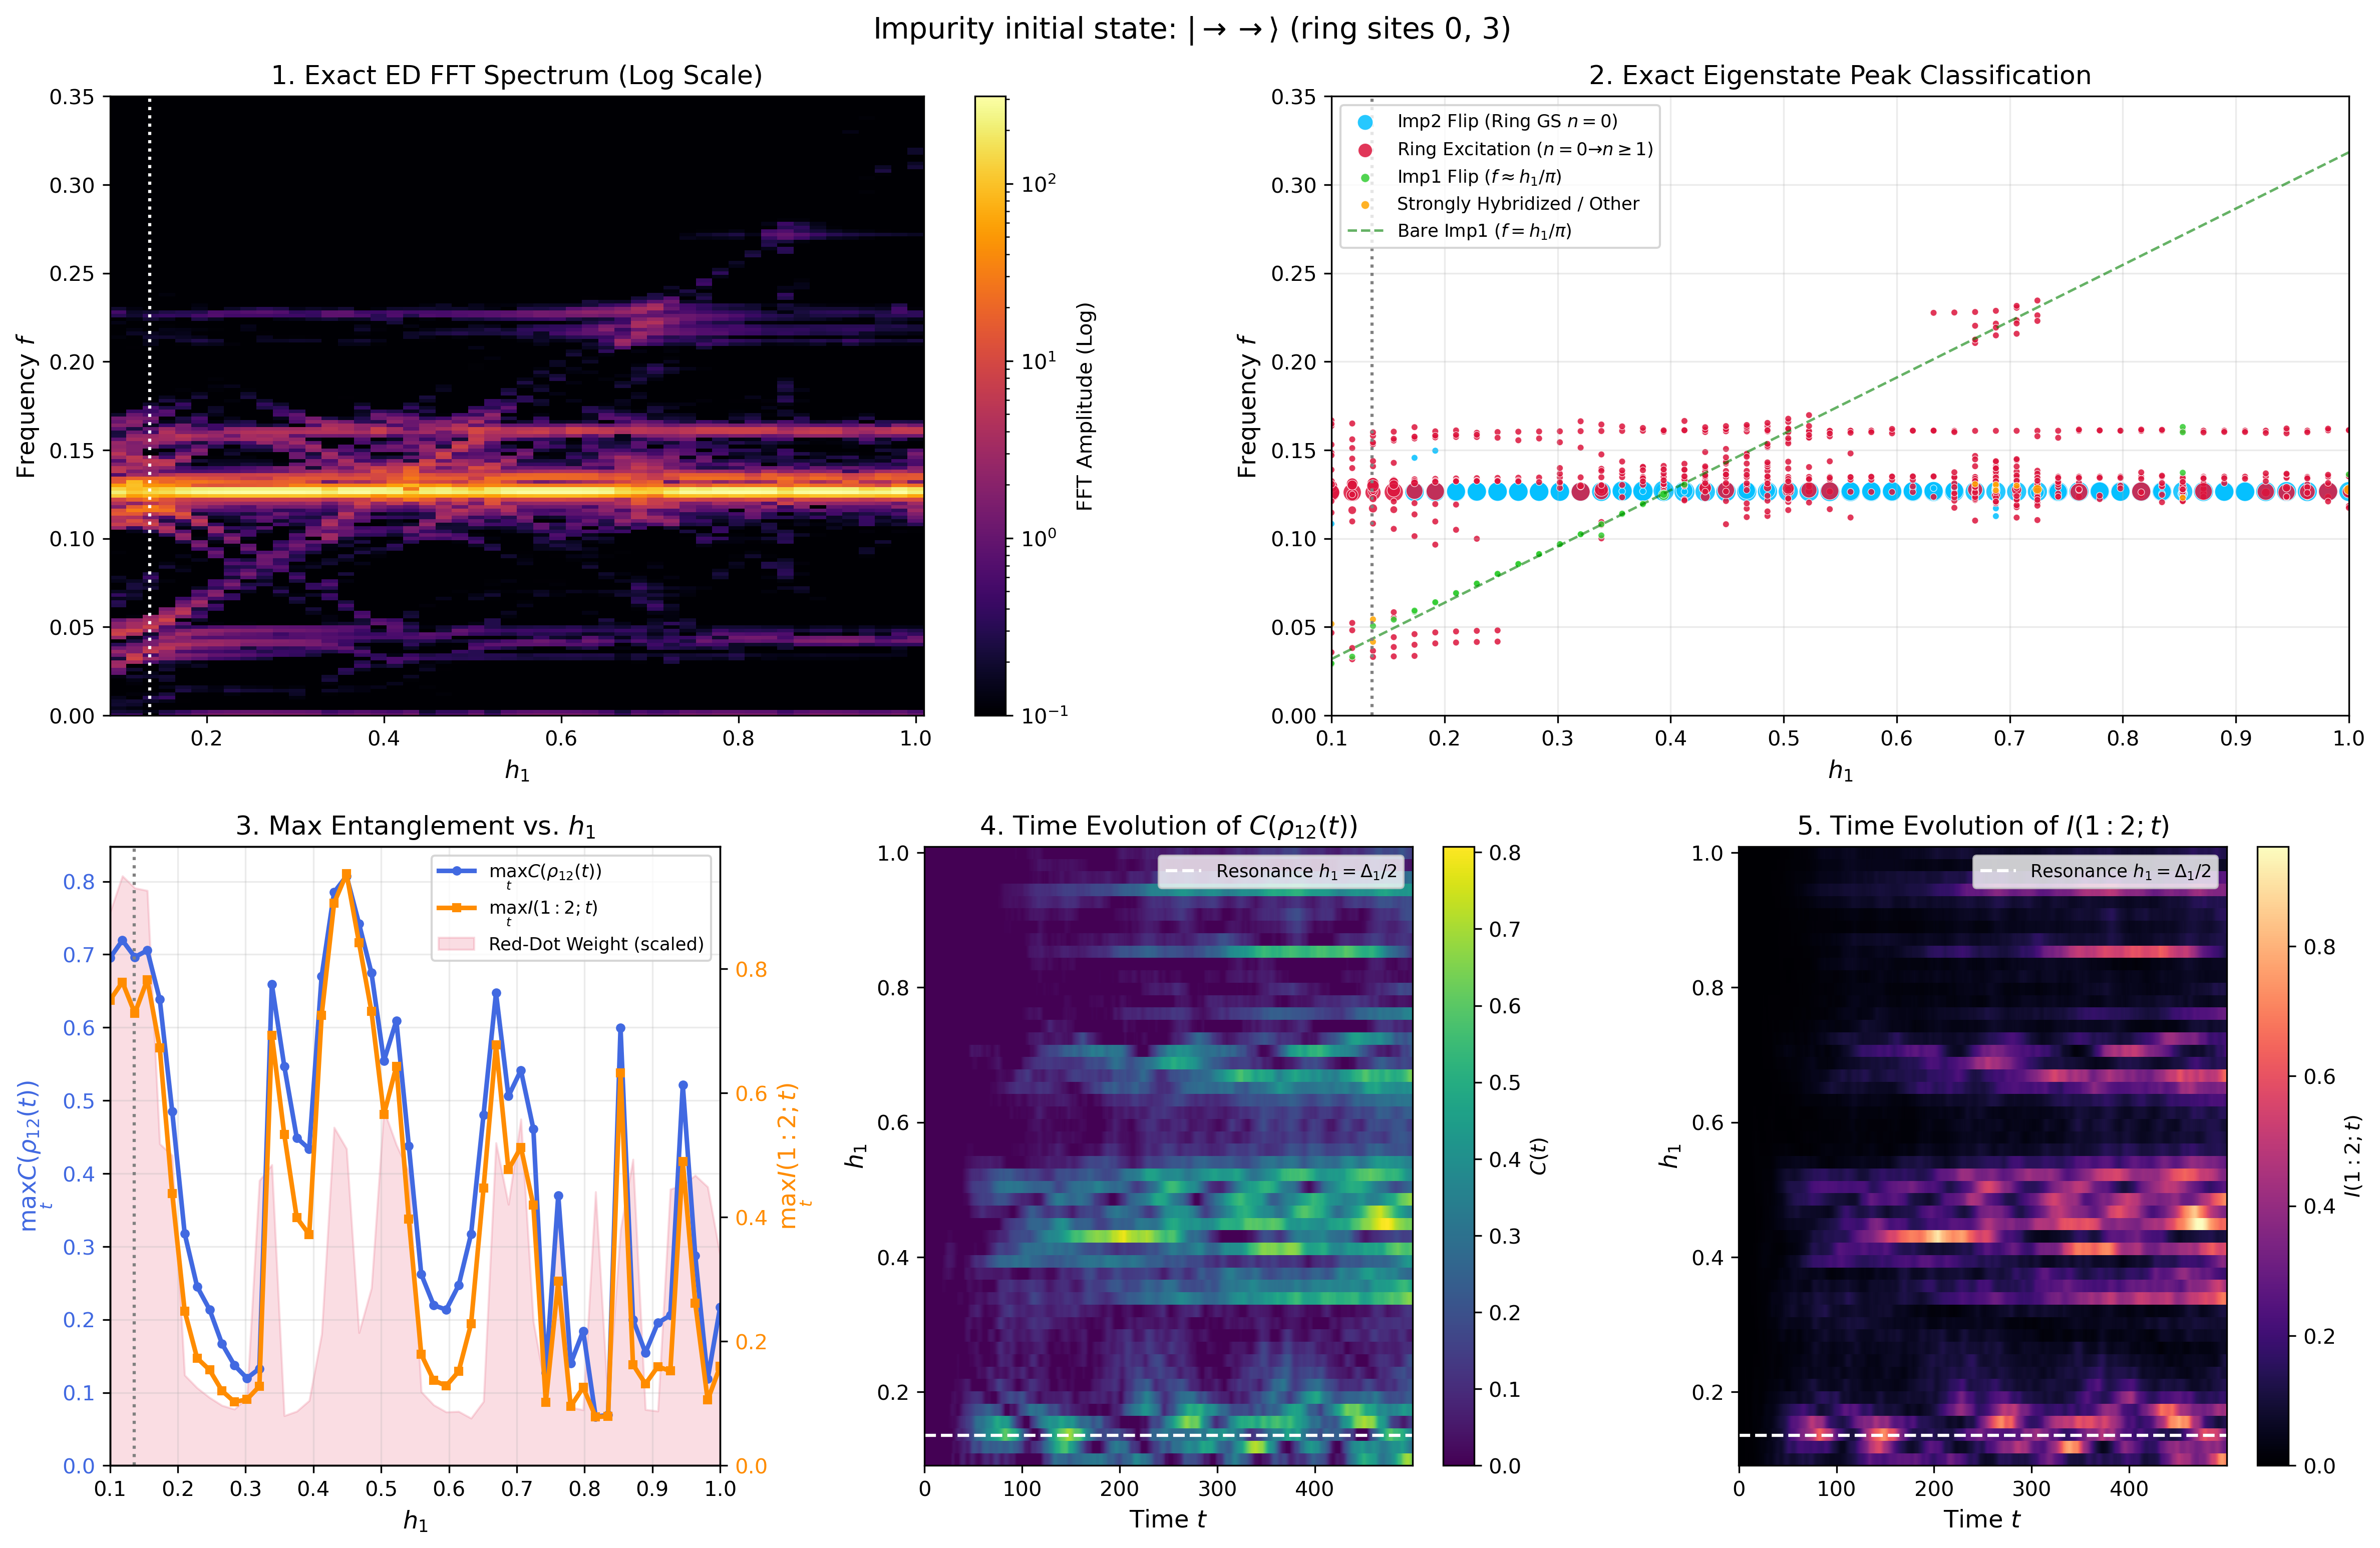 Impurity initial state: |→→⟩ (ring sites 0, 3)
1. Exact ED FFT Spectrum (Log Scale)
0.35
0.30
0.25
0.20
0.15
0.10
0.05
0.00
Frequency f
0.2
0.4
0.6
0.8
1.0
h₁
10²
10¹
10⁰
10⁻¹
FFT Amplitude (Log)
2. Exact Eigenstate Peak Classification
Imp2 Flip (Ring GS n = 0)
Ring Excitation (n = 0→n ≥ 1)
Imp1 Flip (f ≈ h₁/π)
Strongly Hybridized / Other
Bare Imp1 (f = h₁/π)
0.35
0.30
0.25
0.20
0.15
0.10
0.05
0.00
Frequency f
0.1
0.2
0.3
0.4
0.5
0.6
0.7
0.8
0.9
1.0
h₁
3. Max Entanglement vs. h₁
max C(ρ₁₂(t))
t
max I(1 : 2; t)
t
Red-Dot Weight (scaled)
0.8
0.7
0.6
0.5
0.4
0.3
0.2
0.1
0.0
max C(ρ₁₂(t))
t
0.1
0.2
0.3
0.4
0.5
0.6
0.7
0.8
0.9
1.0
h₁
0.8
0.6
0.4
0.2
0.0
max I(1 : 2; t)
t
4. Time Evolution of C(ρ₁₂(t))
Resonance h₁ = Δ₁/2
1.0
0.8
0.6
0.4
0.2
h₁
0
100
200
300
400
Time t
0.8
0.7
0.6
0.5
0.4
0.3
0.2
0.1
0.0
C(t)
5. Time Evolution of I(1 : 2; t)
Resonance h₁ = Δ₁/2
1.0
0.8
0.6
0.4
0.2
h₁
0
100
200
300
400
Time t
0.8
0.6
0.4
0.2
0.0
I(1 : 2; t)